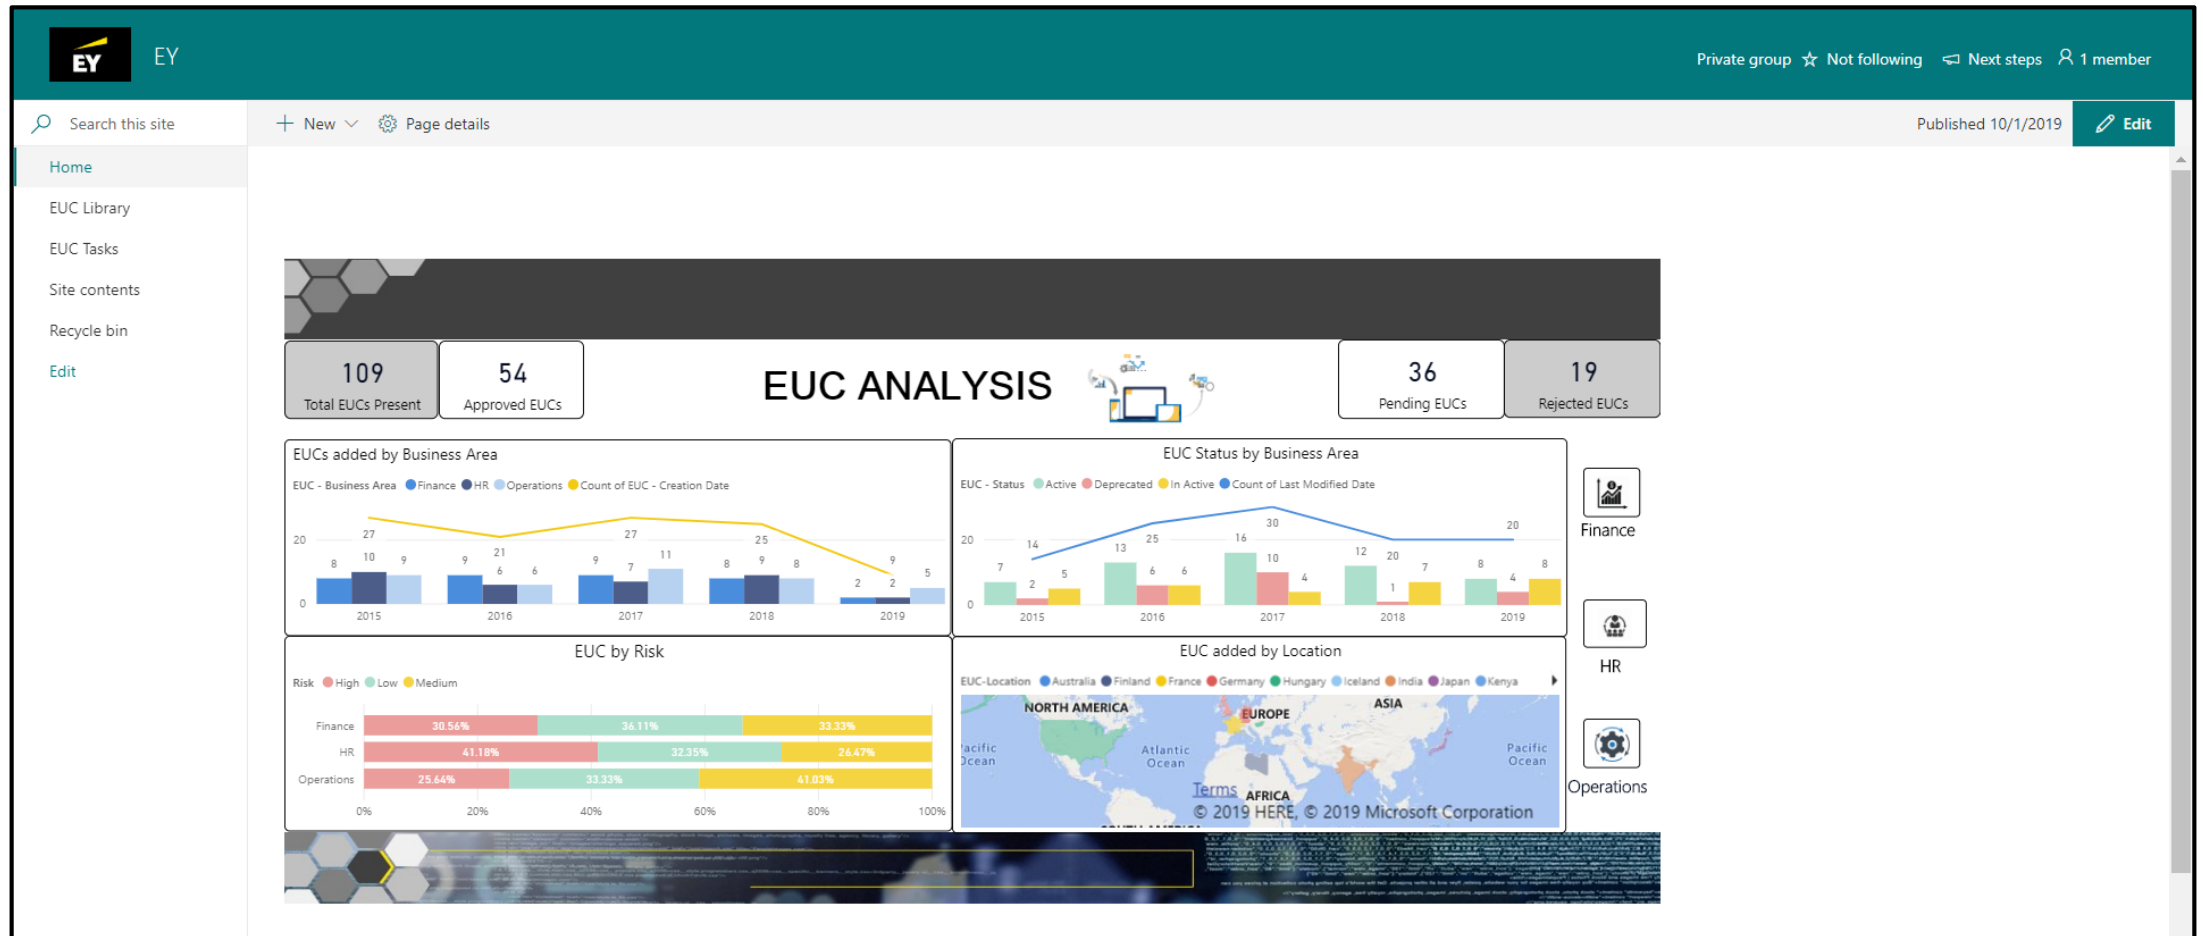 EY EY
Private group Not following Next steps 1 member
Search this site
New Page details
Published 10/1/2019 Edit
Home
EUC Library
EUC Tasks
Site contents
Recycle bin
Edit
109
Total EUCs Present
54
Approved EUCs
EUC ANALYSIS
36
Pending EUCs
19
Rejected EUCs
EUCs added by Business Area
EUC - Business Area Finance HR Operations Count of EUC - Creation Date
20
0
27 21 27 25 9
8 10 9 9 6 6 9 7 11 8 9 8 2 2 5
2015 2016 2017 2018 2019
EUC Status by Business Area
EUC - Status Active Deprecated In Active Count of Last Modified Date
20
0
14 25 30 20 20
7 2 5 13 6 6 16 10 4 12 1 7 8 4 8
2015 2016 2017 2018 2019
Finance
HR
Operations
EUC by Risk
Risk High Low Medium
Finance 30.56% 36.11% 33.33%
HR 41.18% 32.35% 26.47%
Operations 25.64% 33.33% 41.03%
0% 20% 40% 60% 80% 100%
EUC added by Location
EUC-Location Australia Finland France Germany Hungary Iceland India Japan Kenya
NORTH AMERICA
EUROPE
ASIA
Atlantic
Ocean
Pacific
Ocean
AFRICA
Terms
© 2019 HERE, © 2019 Microsoft Corporation